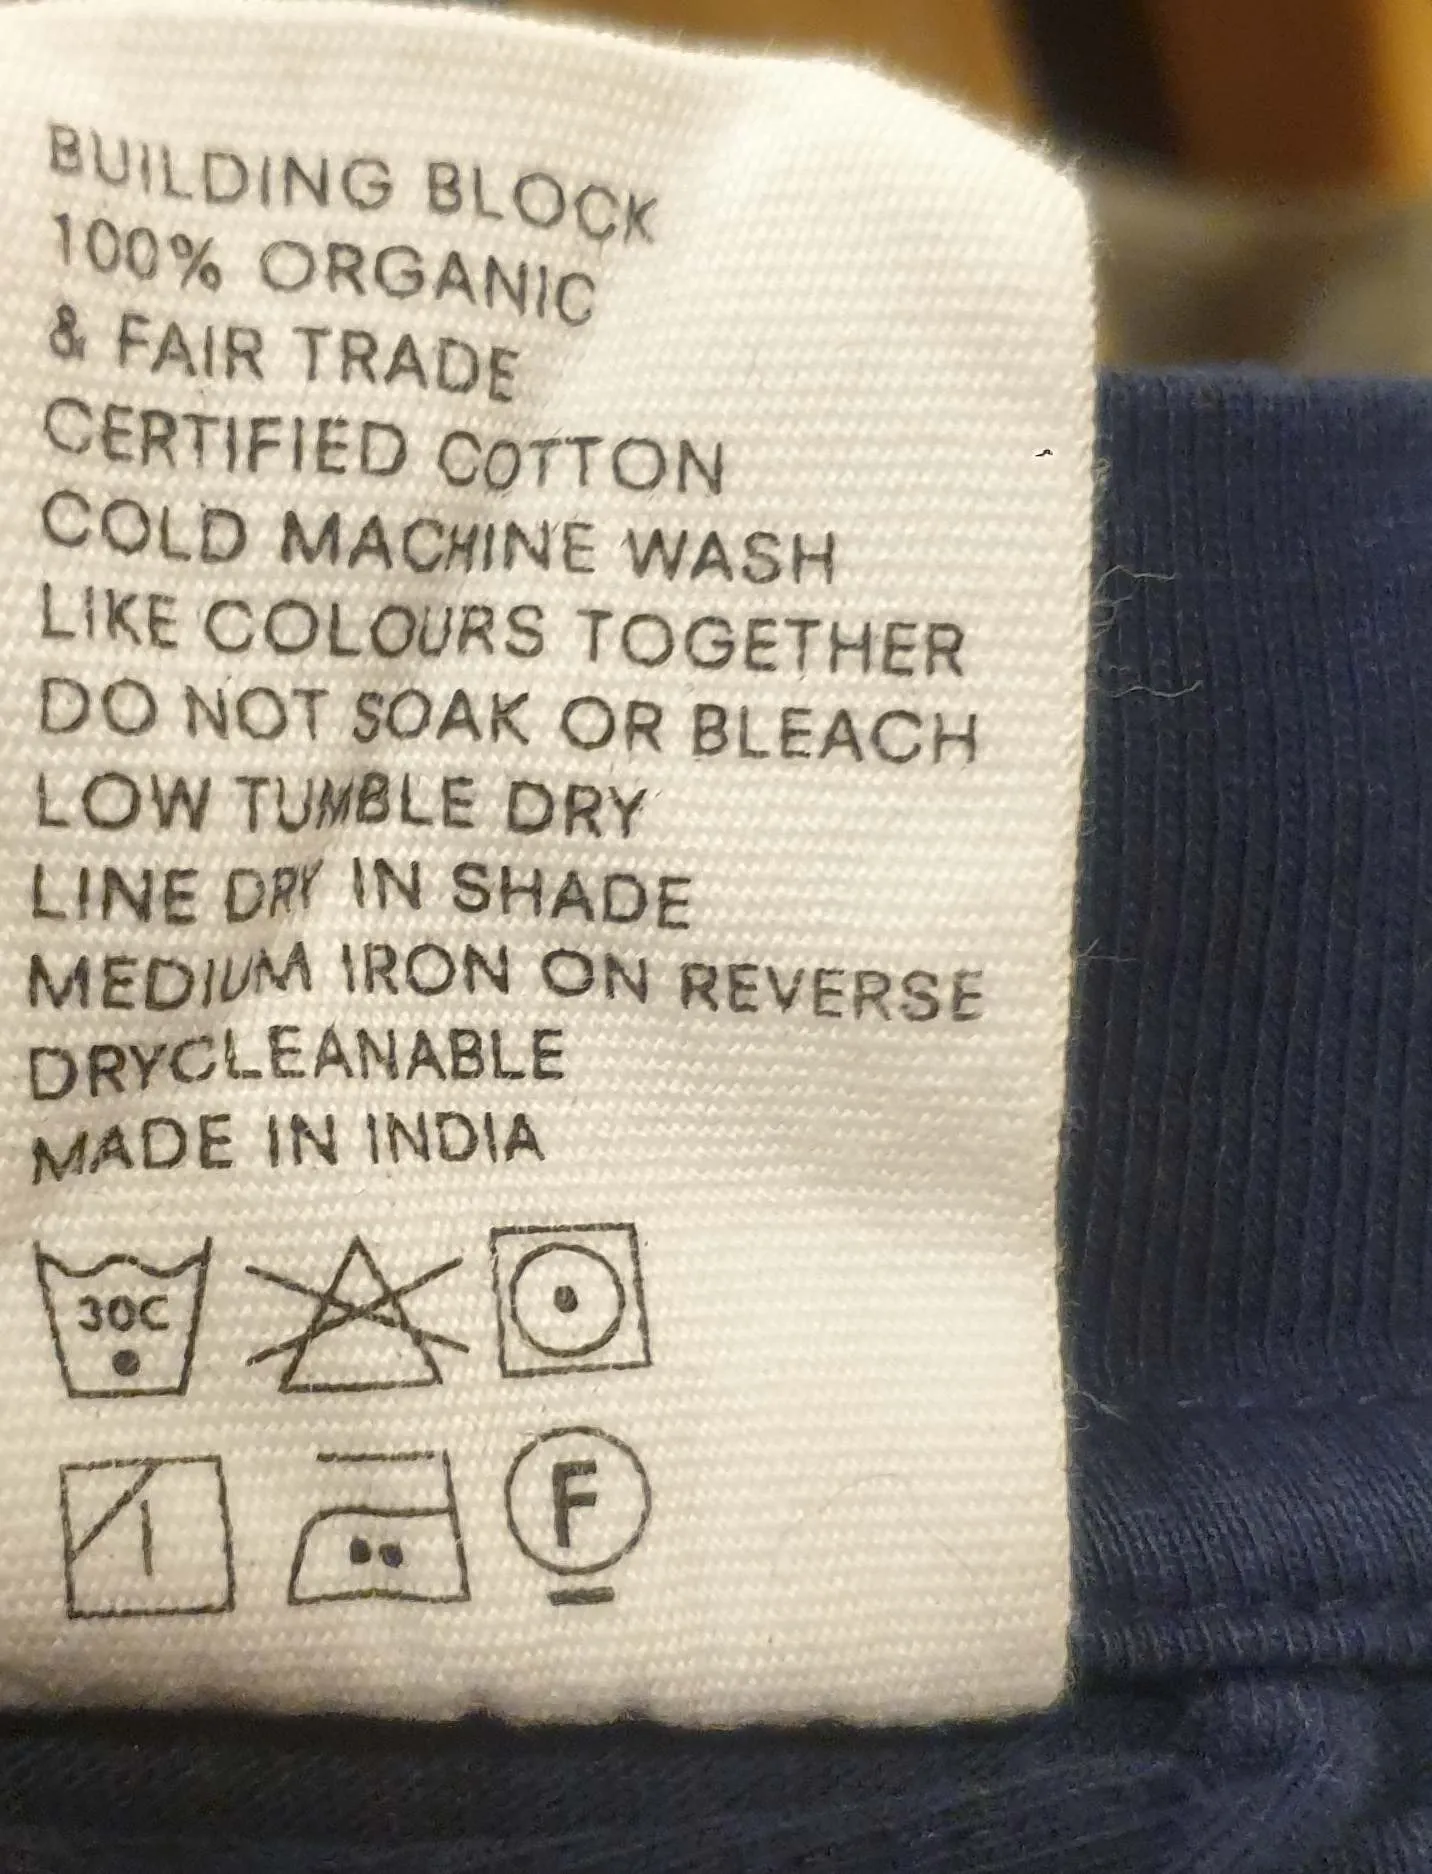 BUILDING BLOCK
100% ORGANIC
& FAIR TRADE
CERTIFIED COTTON
COLD MACHINE WASH
LIKE COLOURS TOGETHER
DO NOT SOAK OR BLEACH
LOW TUMBLE DRY
LINE DRY IN SHADE
MEDIUM IRON ON REVERSE
DRYCLEANABLE
MADE IN INDIA
30C
F